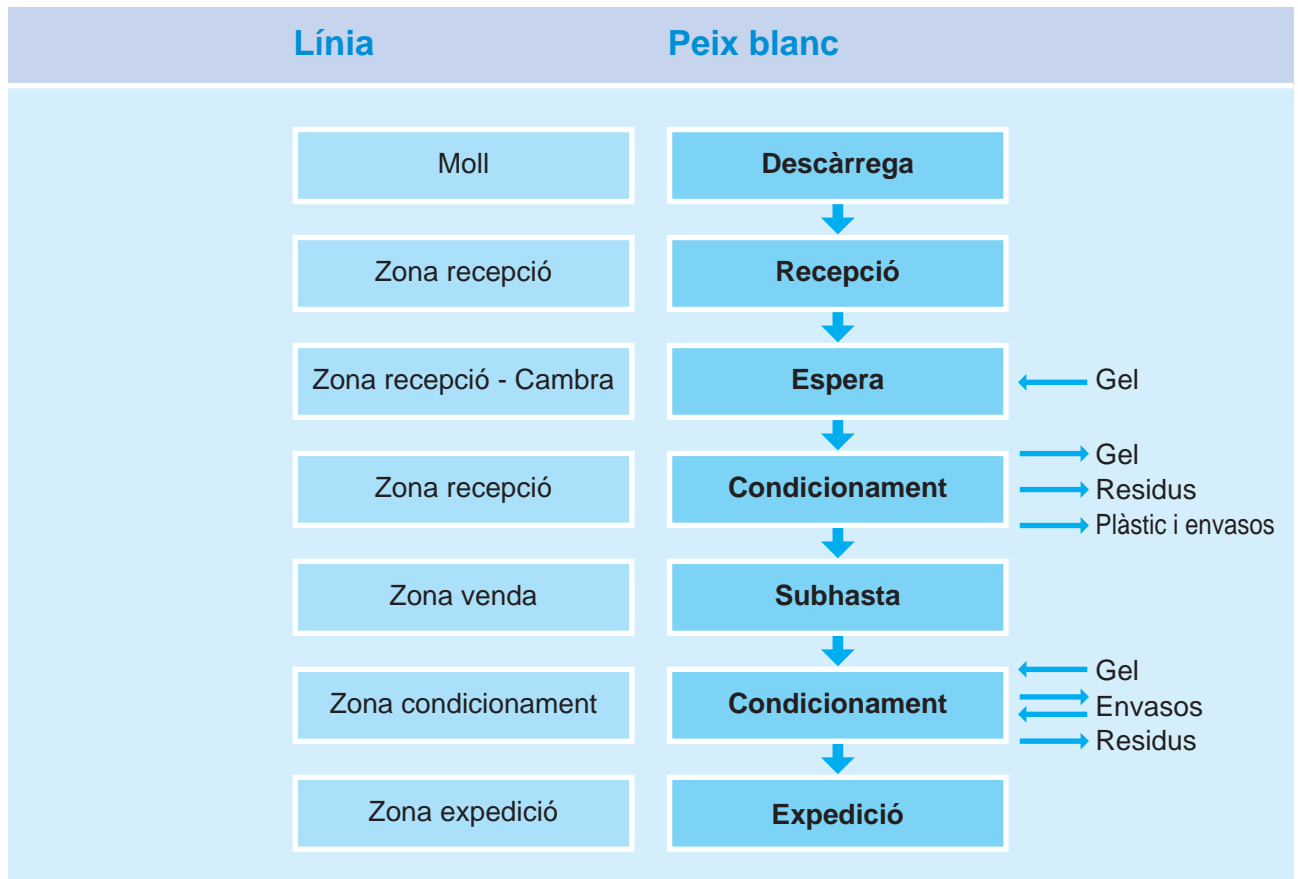 Línia Peix blanc
Moll Descàrrega
Zona recepció Recepció
Zona recepció - Cambra Espera Gel
Zona recepció Condicionament Gel
Residus
Plàstic i envasos
Zona venda Subhasta
Zona condicionament Condicionament Gel
Envasos
Residus
Zona expedició Expedició